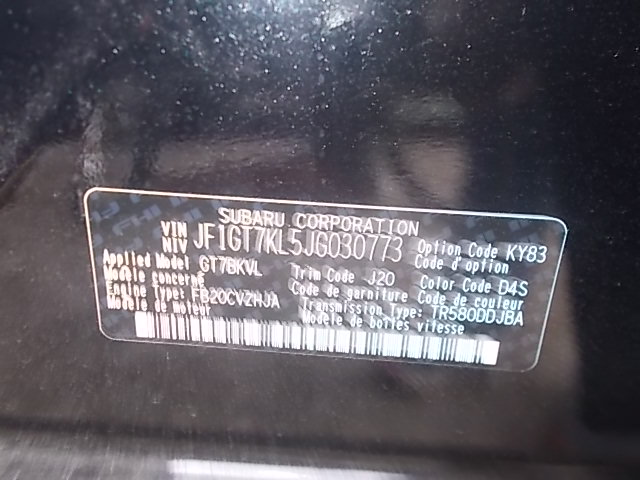 SUBARU CORPORATION
VIN
NIV JF1GT7KL5JG030773 Option Code KY83
Code d'option
Applied Model GT7BKVL Trim Code J20 Color Code D4S
Modèle concerné Code de garniture Code de couleur
Engine Type: FB20CVZHJA Transmission Type: TR580DDJBA
Modèle de moteur Modèle de boîtes vitesse